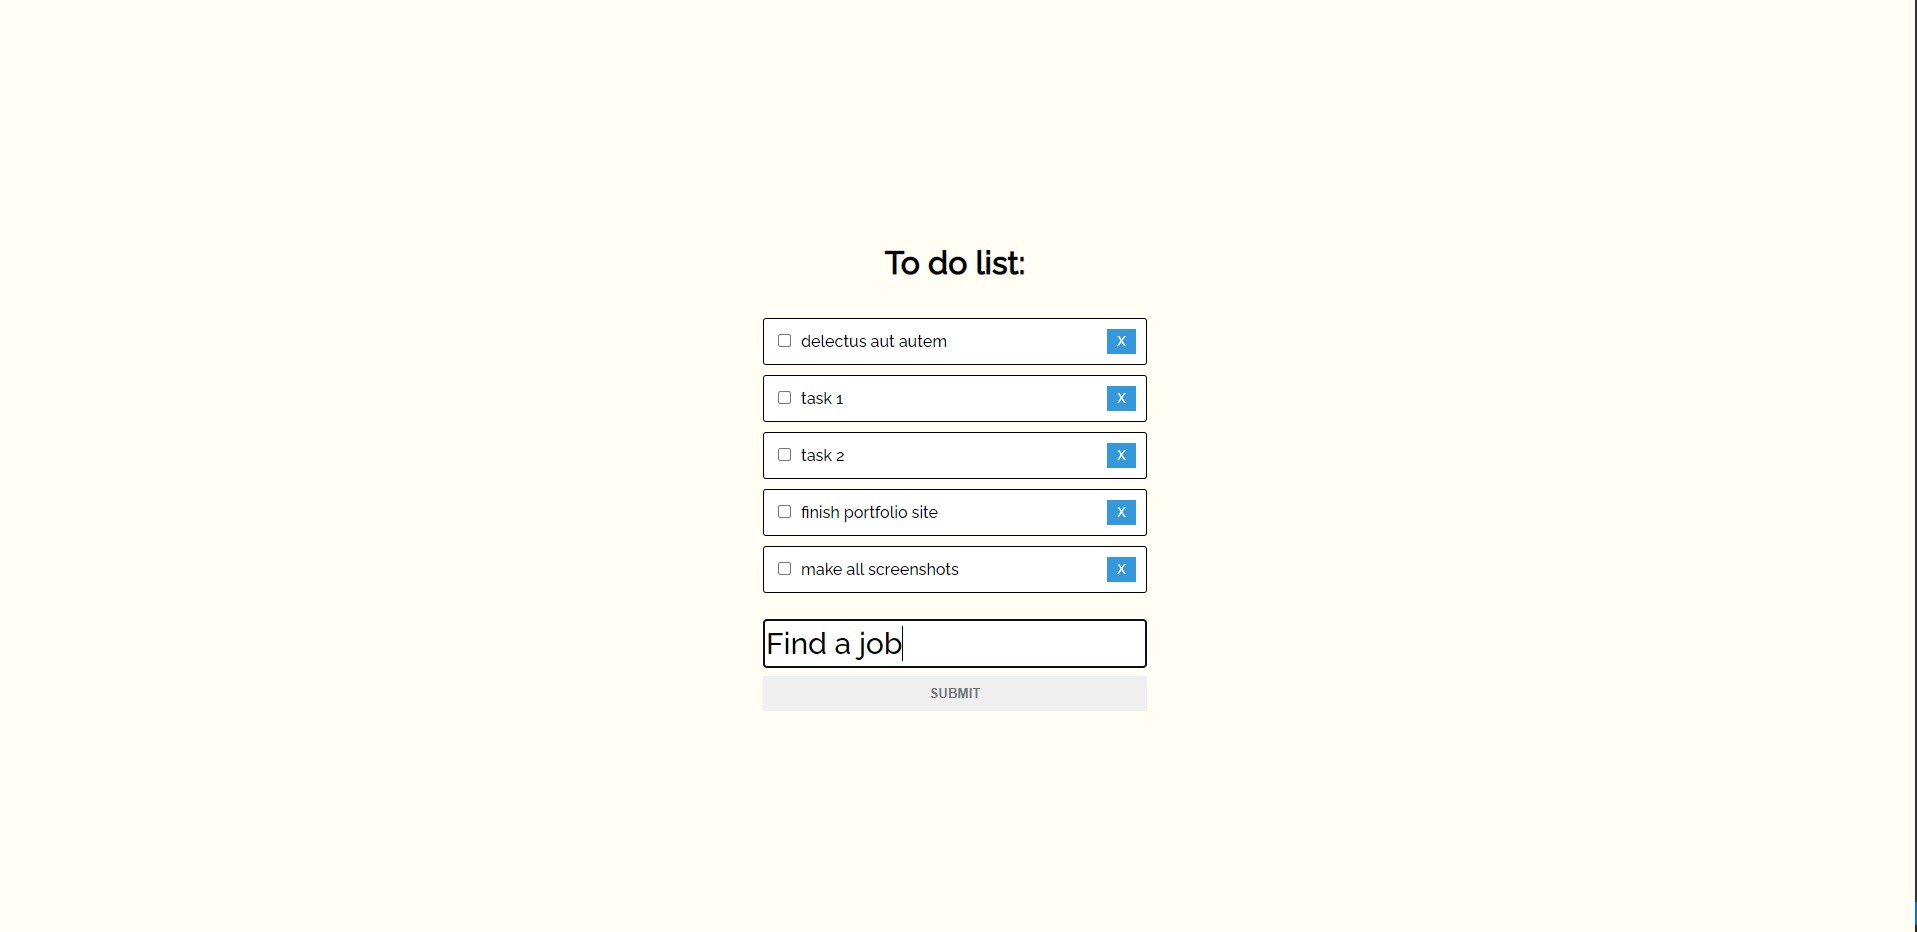 To do list:
delectus aut autem X
task 1 X
task 2 X
finish portfolio site X
make all screenshots X
Find a job
SUBMIT